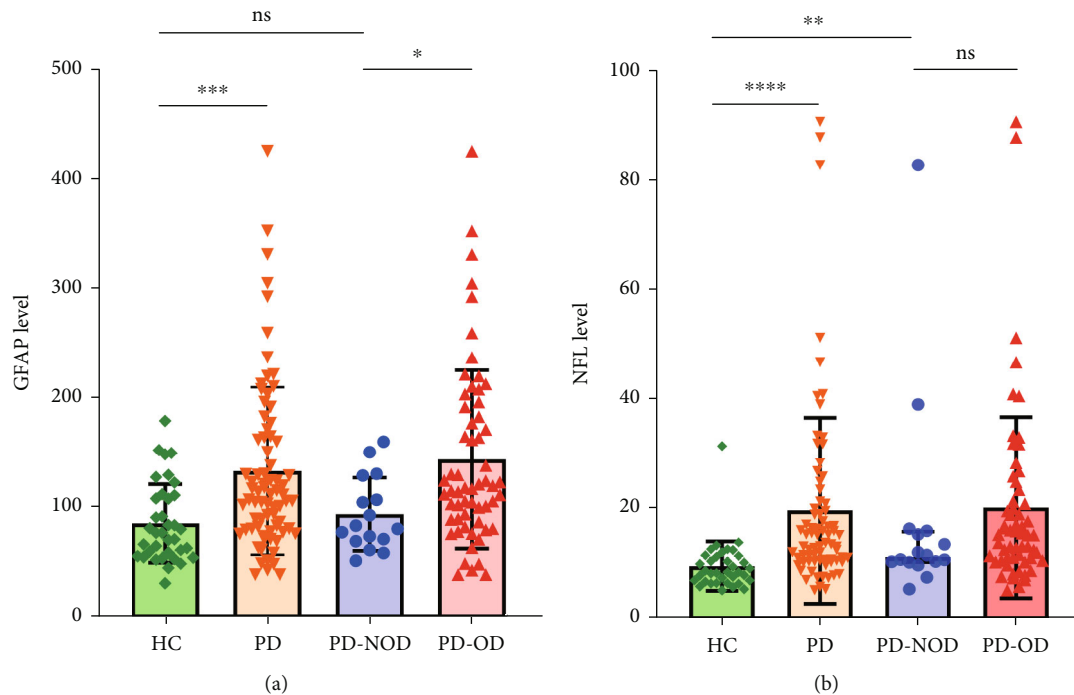 ns
*
***
500
400
300
200
100
0
GFAP level
HC
PD
PD-NOD
PD-OD
(a)
**
ns
****
100
80
60
40
20
0
NFL level
HC
PD
PD-NOD
PD-OD
(b)